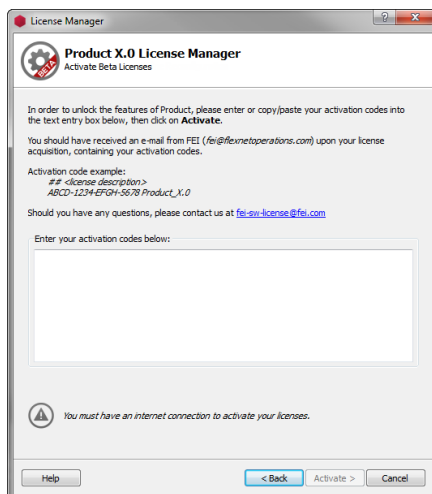 License Manager
?
X
BETA
Product X.0 License Manager
Activate Beta Licenses
In order to unlock the features of Product, please enter or copy/paste your activation codes into
the text entry box below, then click on Activate.
You should have received an e-mail from FEI (fei@flexnetoperations.com) upon your license
acquisition, containing your activation codes.
Activation code example:
## <license description>
ABCD-1234-EFGH-5678 Product_X.0
Should you have any questions, please contact us at fei-sw-license@fei.com
Enter your activation codes below:
You must have an internet connection to activate your licenses.
Help
< Back
Activate >
Cancel